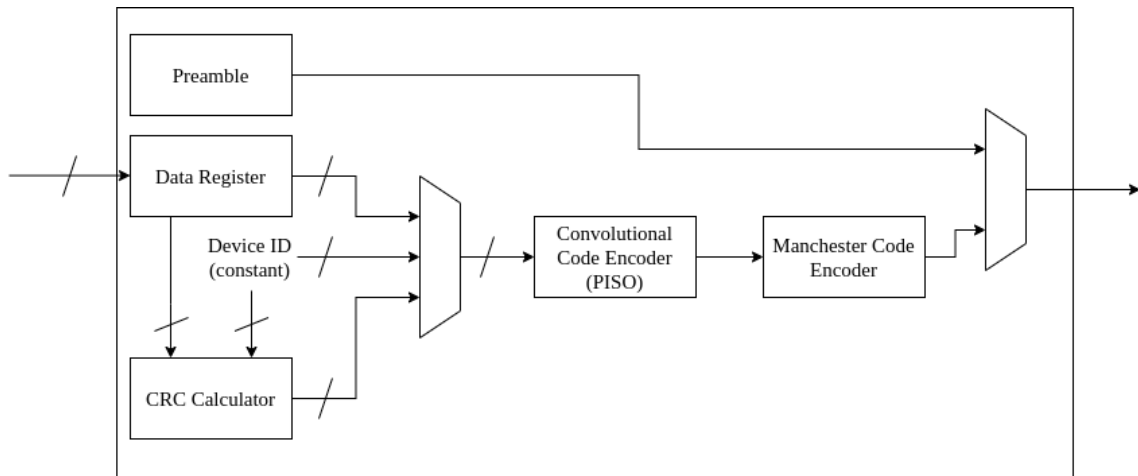 Preamble
Data Register
Device ID
(constant)
CRC Calculator
Convolutional
Code Encoder
(PISO)
Manchester Code
Encoder